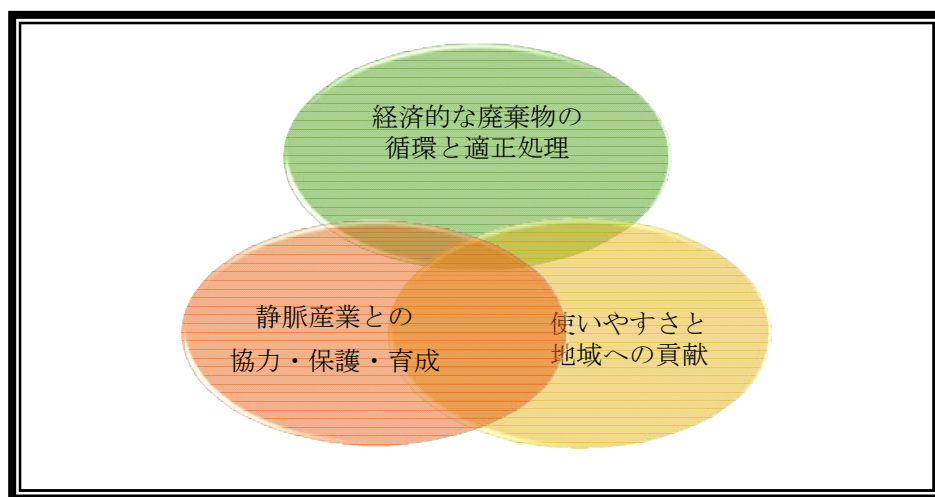 経済的な廃棄物の
循環と適正処理
静脈産業との
協力・保護・育成
使いやすさと
地域への貢献